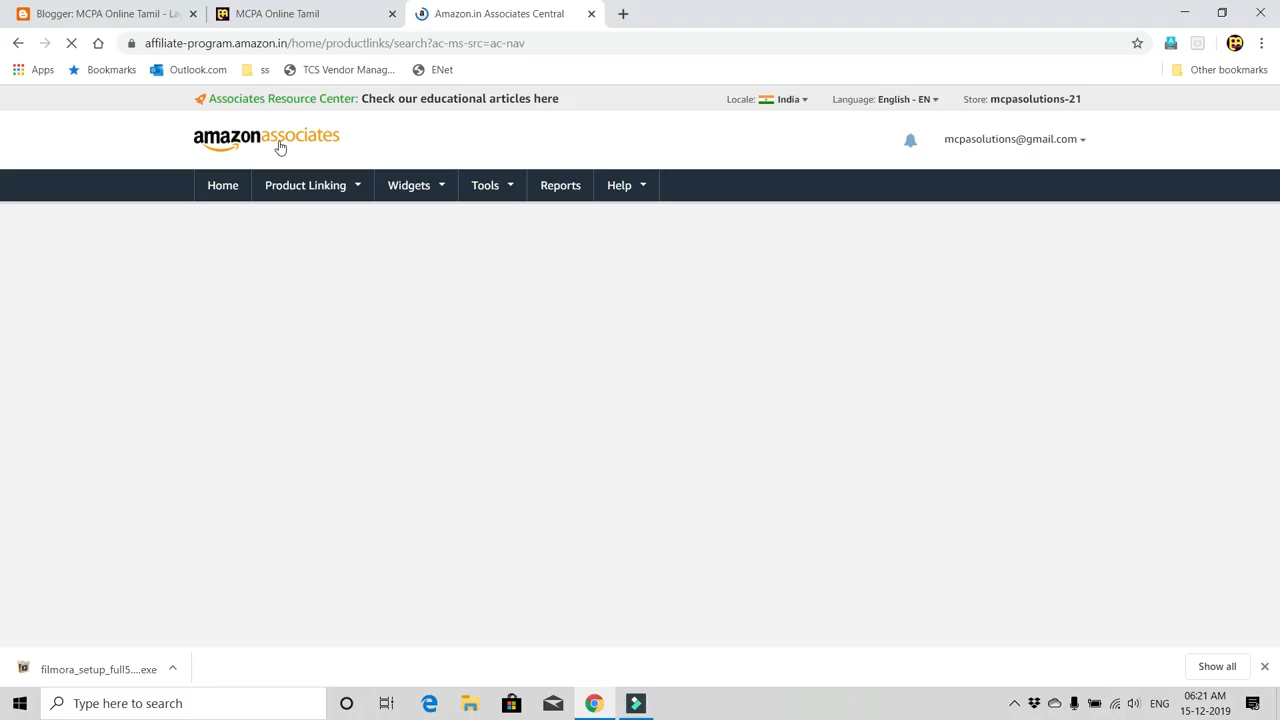 Blogger: MCPA Online Tamil - La
MCPA Online Tamil
Amazon.in Associates Central
affiliate-program.amazon.in/home/productlinks/search?ac-ms-src=ac-nav
Apps
Bookmarks
Outlook.com
ss
TCS Vendor Manag...
ENet
Other bookmarks
Associates Resource Center: Check our educational articles here
Locale: India
Language: English - EN
Store: mcpasolutions-21
amazonassociates
mcpasolutions@gmail.com
Home
Product Linking
Widgets
Tools
Reports
Help
filmora_setup_full5....exe
Show all
Type here to search
ENG
06:21 AM
15-12-2019